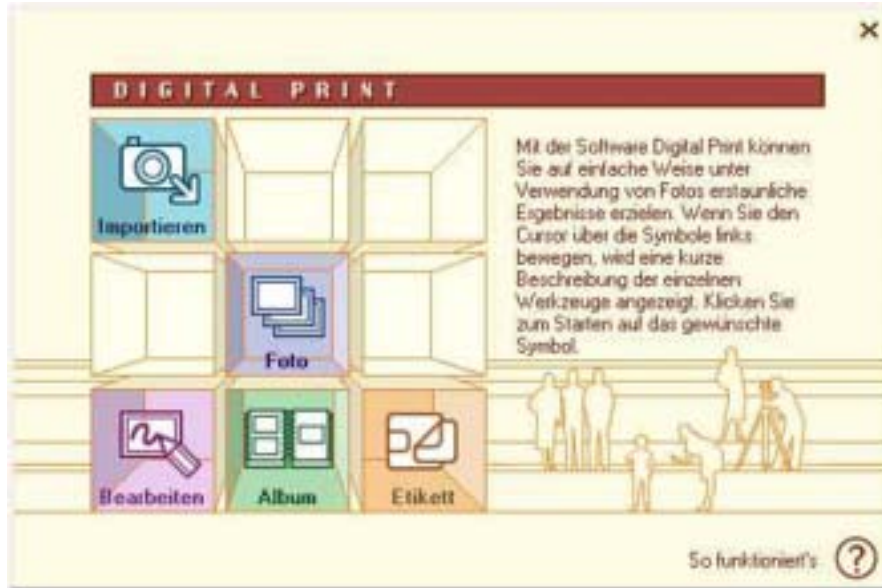 DIGITAL PRINT
Importieren
Mit der Software Digital Print können
Sie auf einfache Weise unter
Verwendung von Fotos erstaunliche
Ergebnisse erzielen. Wenn Sie den
Cursor über die Symbole links
bewegen, wird eine kurze
Beschreibung der einzelnen
Werkzeuge angezeigt. Klicken Sie
zum Starten auf das gewünschte
Symbol.
Foto
Bearbeiten
Album
Etikett
So funktioniert's ?